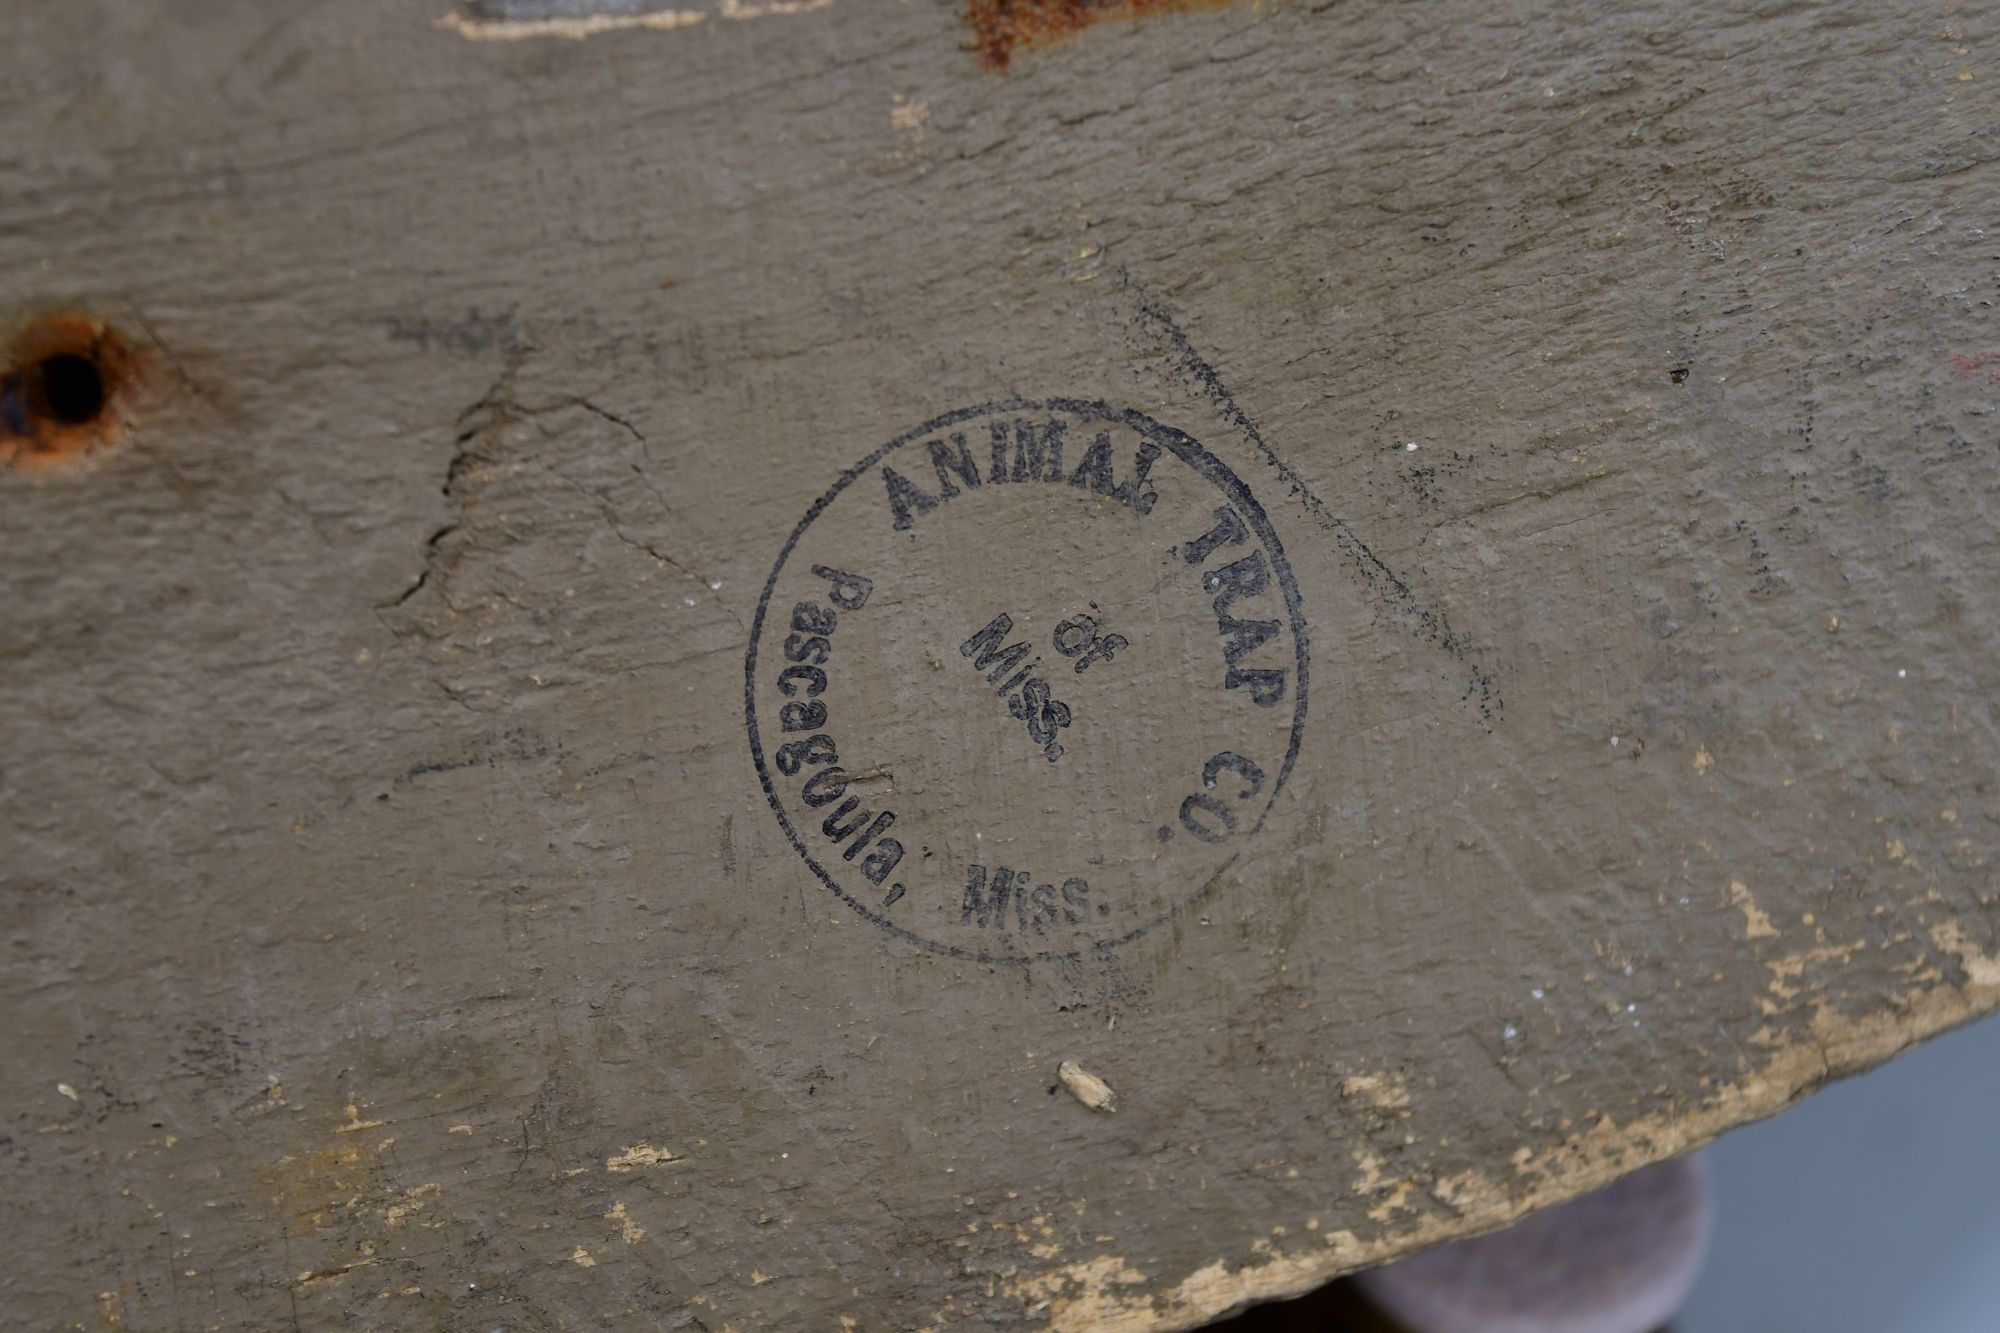 ANIMAL TRAP CO.
of
Miss.
Pascagoula, Miss.